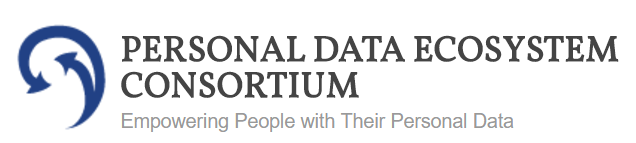 PERSONAL DATA ECOSYSTEM
CONSORTIUM
Empowering People with Their Personal Data